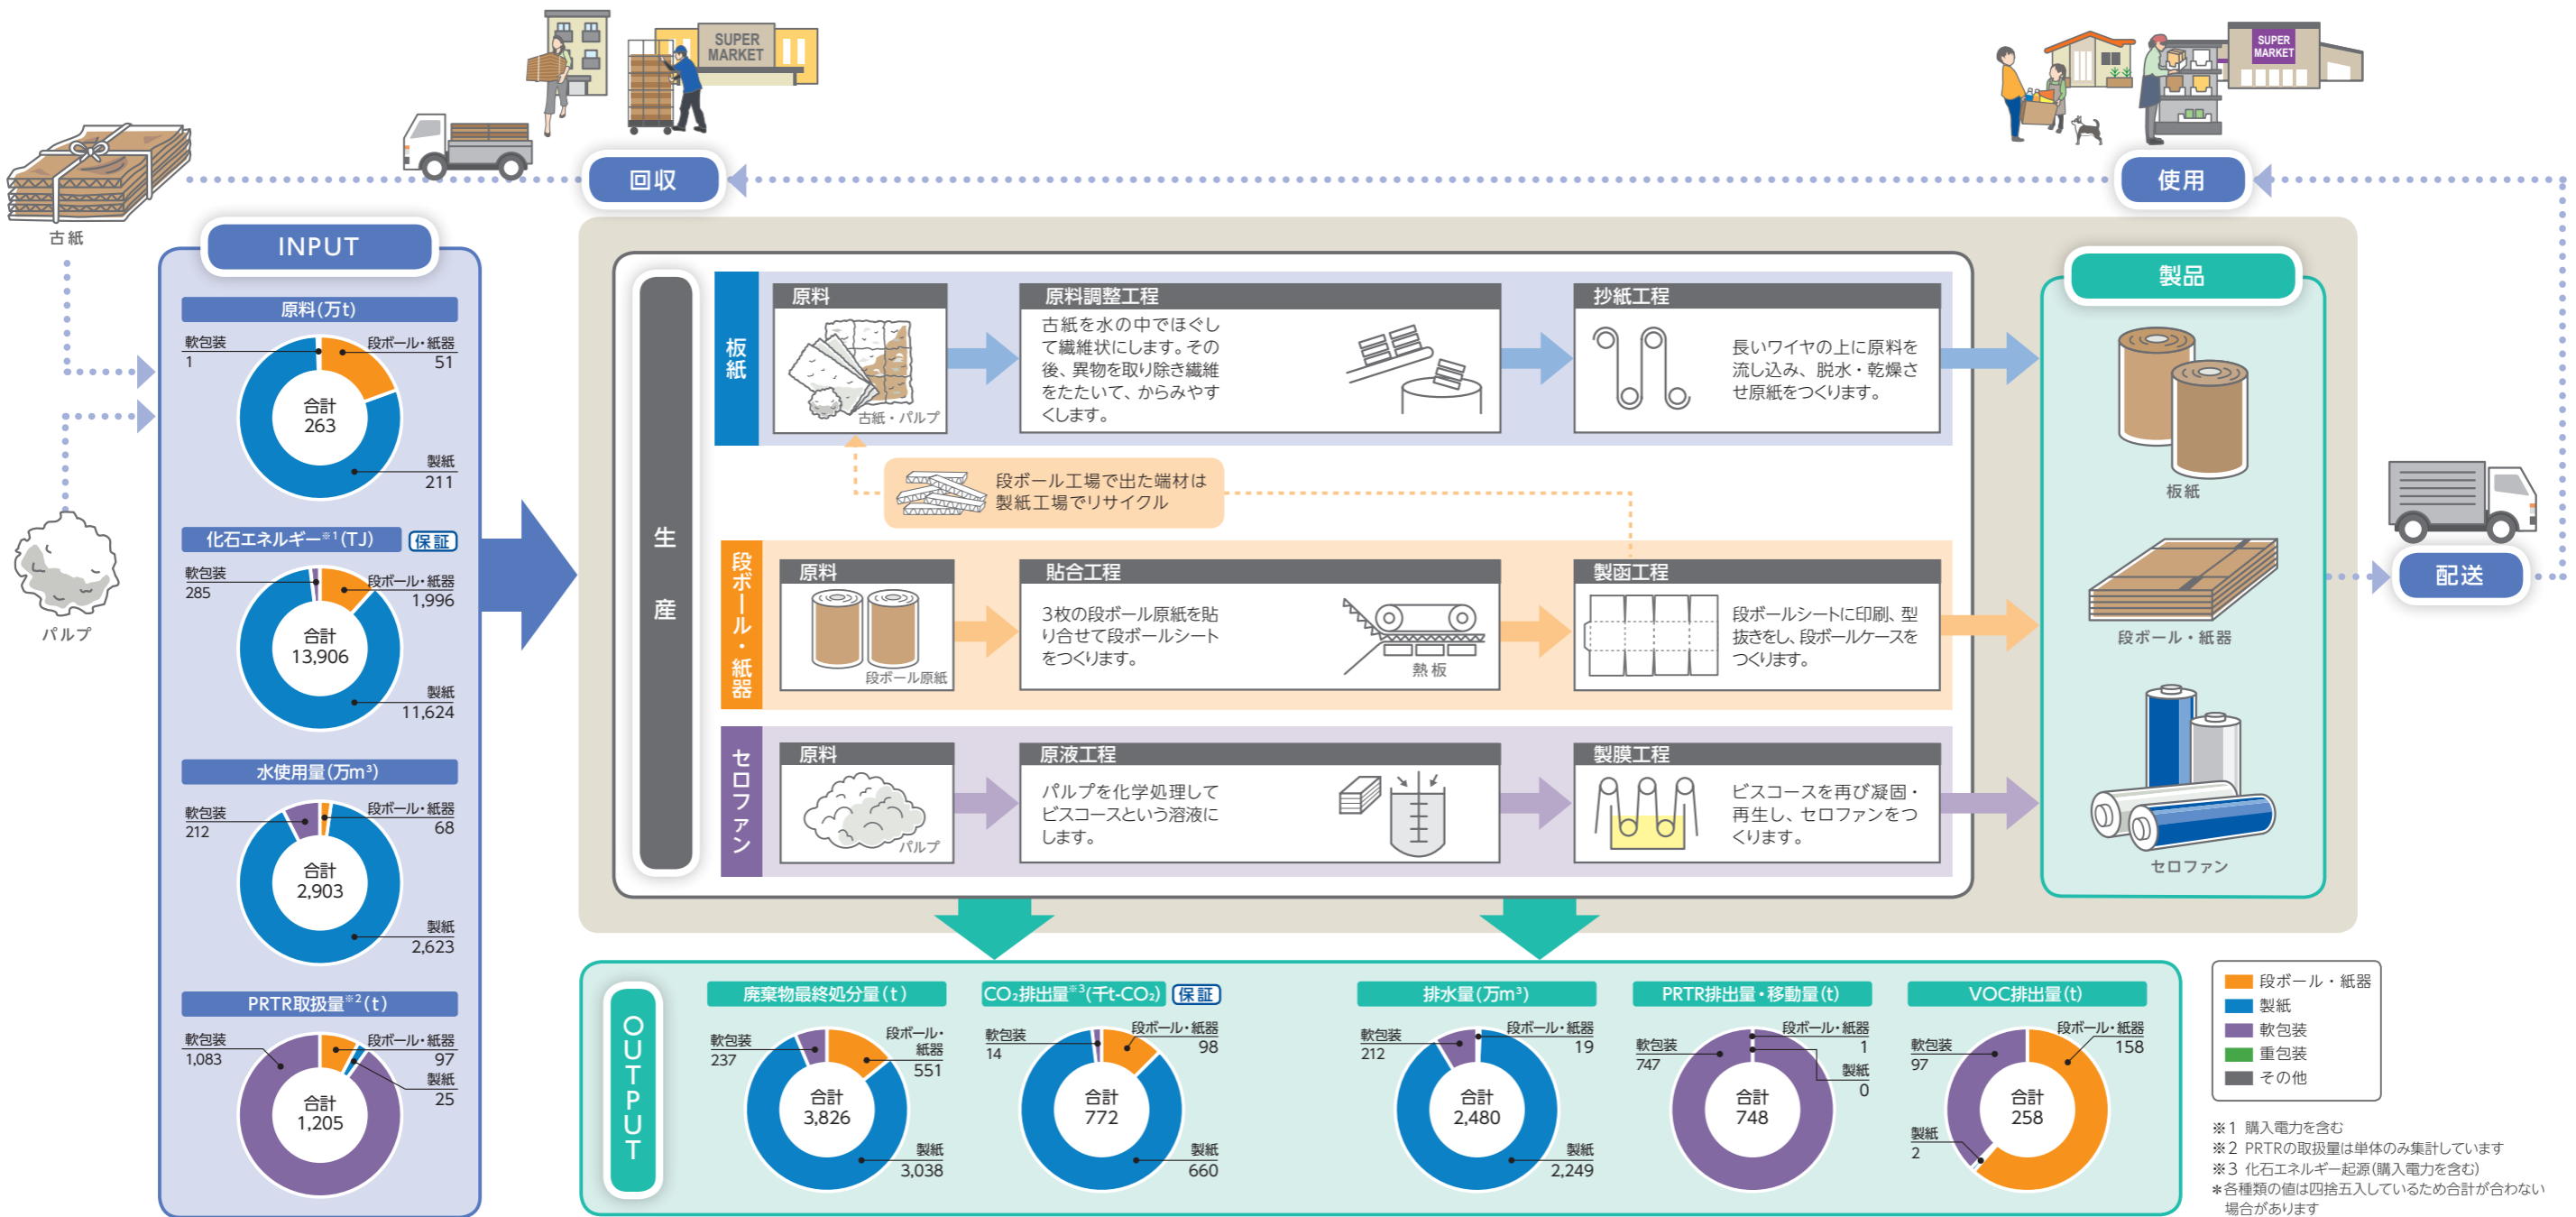 SUPER
MARKET
SUPER
MARKET
回収
使用
古紙
パルプ
INPUT
原料(万t)
軟包装
1
段ボール・紙器
51
合計
263
製紙
211
化石エネルギー※1(TJ)
保証
軟包装
285
段ボール・紙器
1,996
合計
13,906
製紙
11,624
水使用量(万m³)
軟包装
212
段ボール・紙器
68
合計
2,903
製紙
2,623
PRTR取扱量※2(t)
軟包装
1,083
段ボール・紙器
97
製紙
25
合計
1,205
生産
板紙
原料
古紙・パルプ
原料調整工程
古紙を水の中でほぐし
て繊維状にします。その
後、異物を取り除き繊維
をたたいて、からみやす
くします。
抄紙工程
長いワイヤの上に原料を
流し込み、脱水・乾燥さ
せ原紙をつくります。
段ボール工場で出た端材は
製紙工場でリサイクル
段ボール・紙器
原料
段ボール原紙
貼合工程
3枚の段ボール原紙を貼
り合せて段ボールシート
をつくります。
熱板
製函工程
段ボールシートに印刷、型
抜きをし、段ボールケースを
つくります。
セロファン
原料
パルプ
原液工程
パルプを化学処理して
ビスコースという溶液に
します。
製膜工程
ビスコースを再び凝固・
再生し、セロファンをつ
くります。
製品
板紙
段ボール・紙器
セロファン
配送
OUTPUT
廃棄物最終処分量(t)
軟包装
237
段ボール・
紙器
551
合計
3,826
製紙
3,038
CO₂排出量※3(千t-CO₂)
保証
軟包装
14
段ボール・紙器
98
合計
772
製紙
660
排水量(万m³)
軟包装
212
段ボール・紙器
19
合計
2,480
製紙
2,249
PRTR排出量・移動量(t)
軟包装
747
段ボール・紙器
1
製紙
0
合計
748
VOC排出量(t)
軟包装
97
段ボール・紙器
158
製紙
2
合計
258
段ボール・紙器
製紙
軟包装
重包装
その他
※1 購入電力を含む
※2 PRTRの取扱量は単体のみ集計しています
※3 化石エネルギー起源(購入電力を含む)
＊各種類の値は四捨五入しているため合計が合わない
場合があります